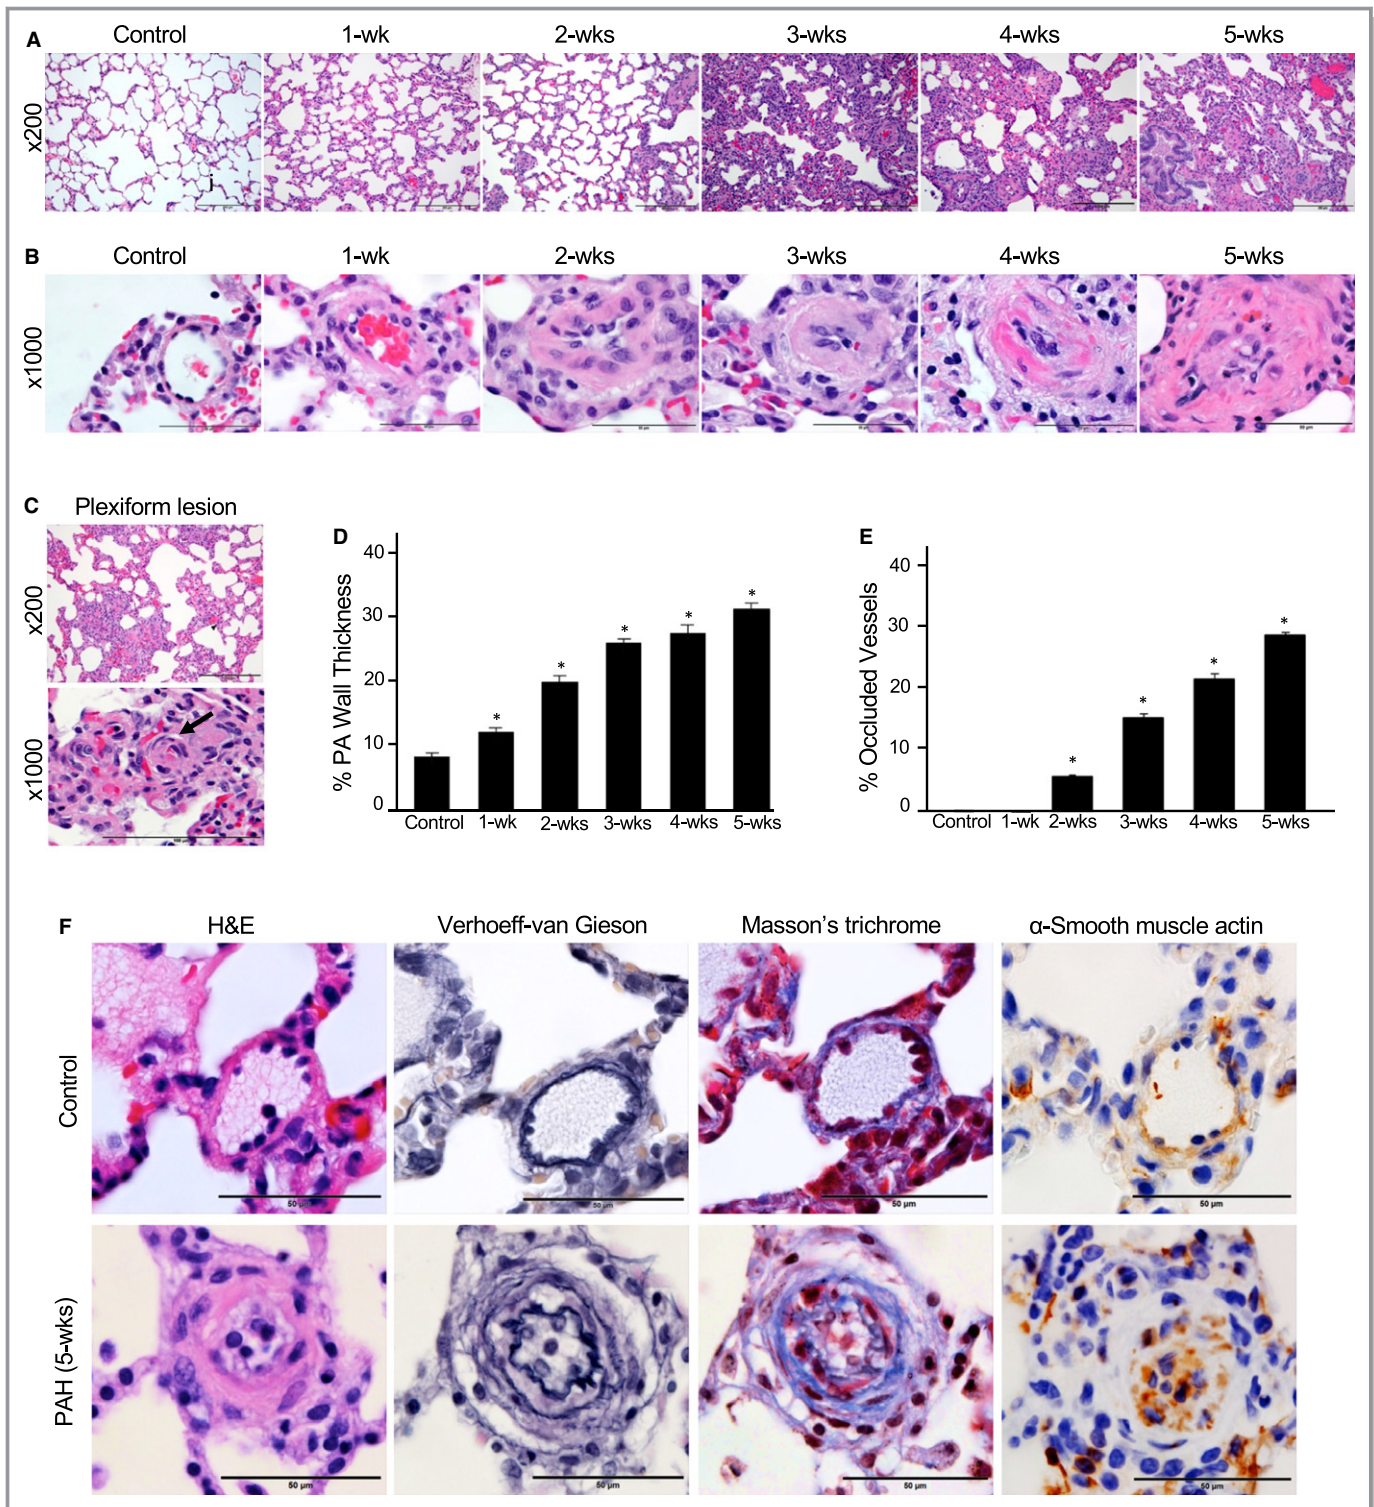 A
Control 1-wk 2-wks 3-wks 4-wks 5-wks
x200
j
B
Control 1-wk 2-wks 3-wks 4-wks 5-wks
x1000
50 µm
C
Plexiform lesion
x200
x1000
D
% PA Wall Thickness
40
30
20
10
0
* * * * *
Control 1-wk 2-wks 3-wks 4-wks 5-wks
E
% Occluded Vessels
40
30
20
10
0
* * * *
Control 1-wk 2-wks 3-wks 4-wks 5-wks
F
H&E Verhoeff-van Gieson Masson's trichrome α-Smooth muscle actin
Control
50 µm 50 µm 50 µm 50 µm
PAH (5-wks)
50 µm 50 µm 50 µm 50 µm